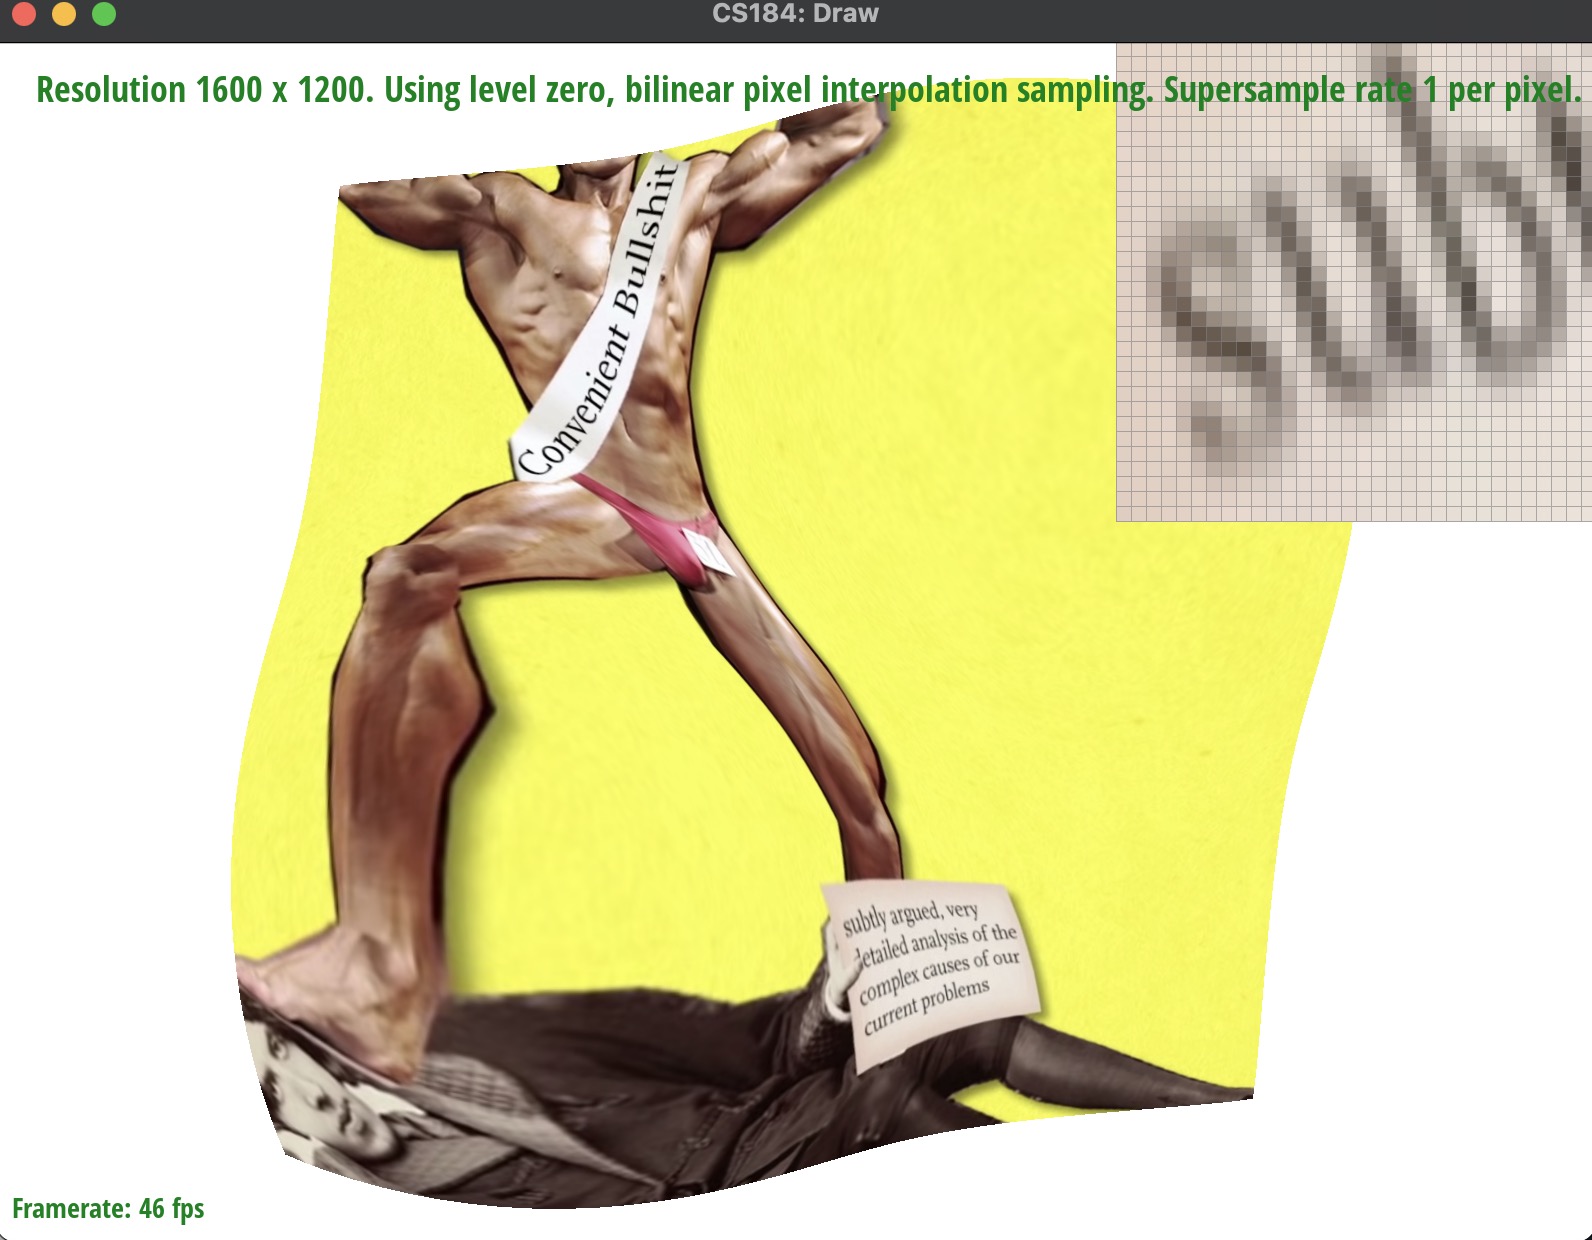 CS184: Draw
Resolution 1600 x 1200. Using level zero, bilinear pixel interpolation sampling. Supersample rate 1 per pixel.
Convenient Bullshit
subtly argued, very
detailed analysis of the
complex causes of our
current problems
Framerate: 46 fps